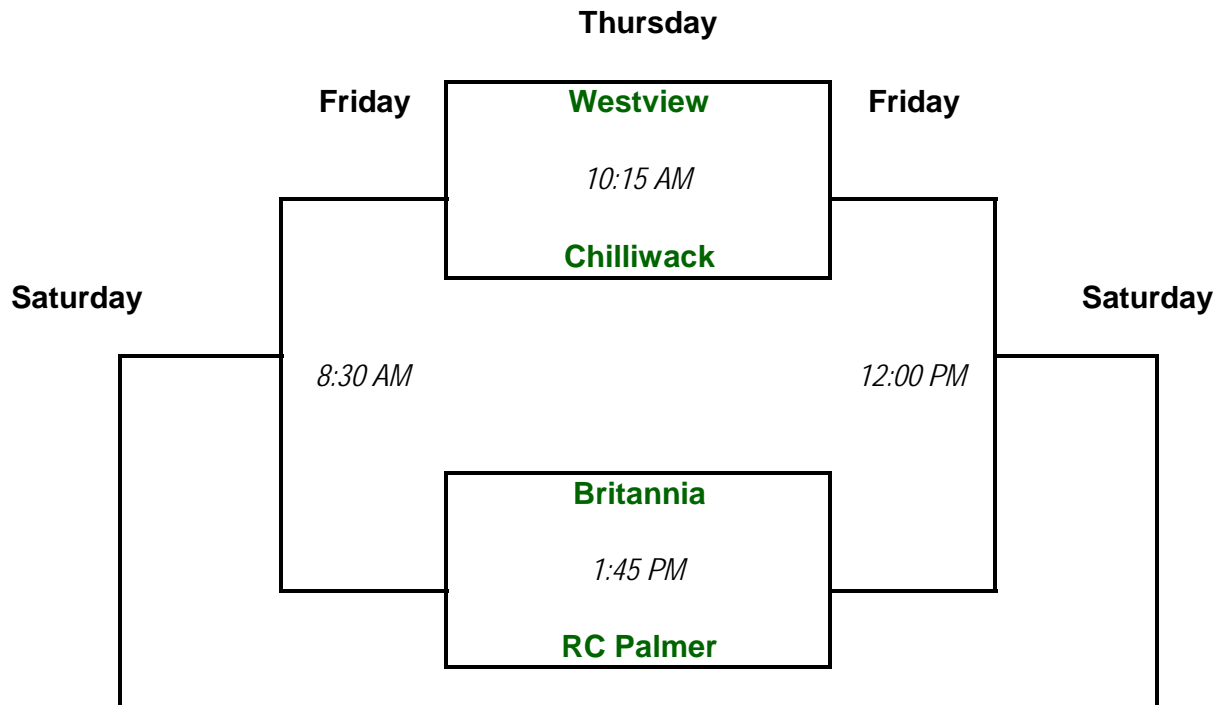 Thursday
Friday Westview Friday
10:15 AM
Chilliwack
Saturday Saturday
8:30 AM 12:00 PM
Britannia
1:45 PM
RC Palmer